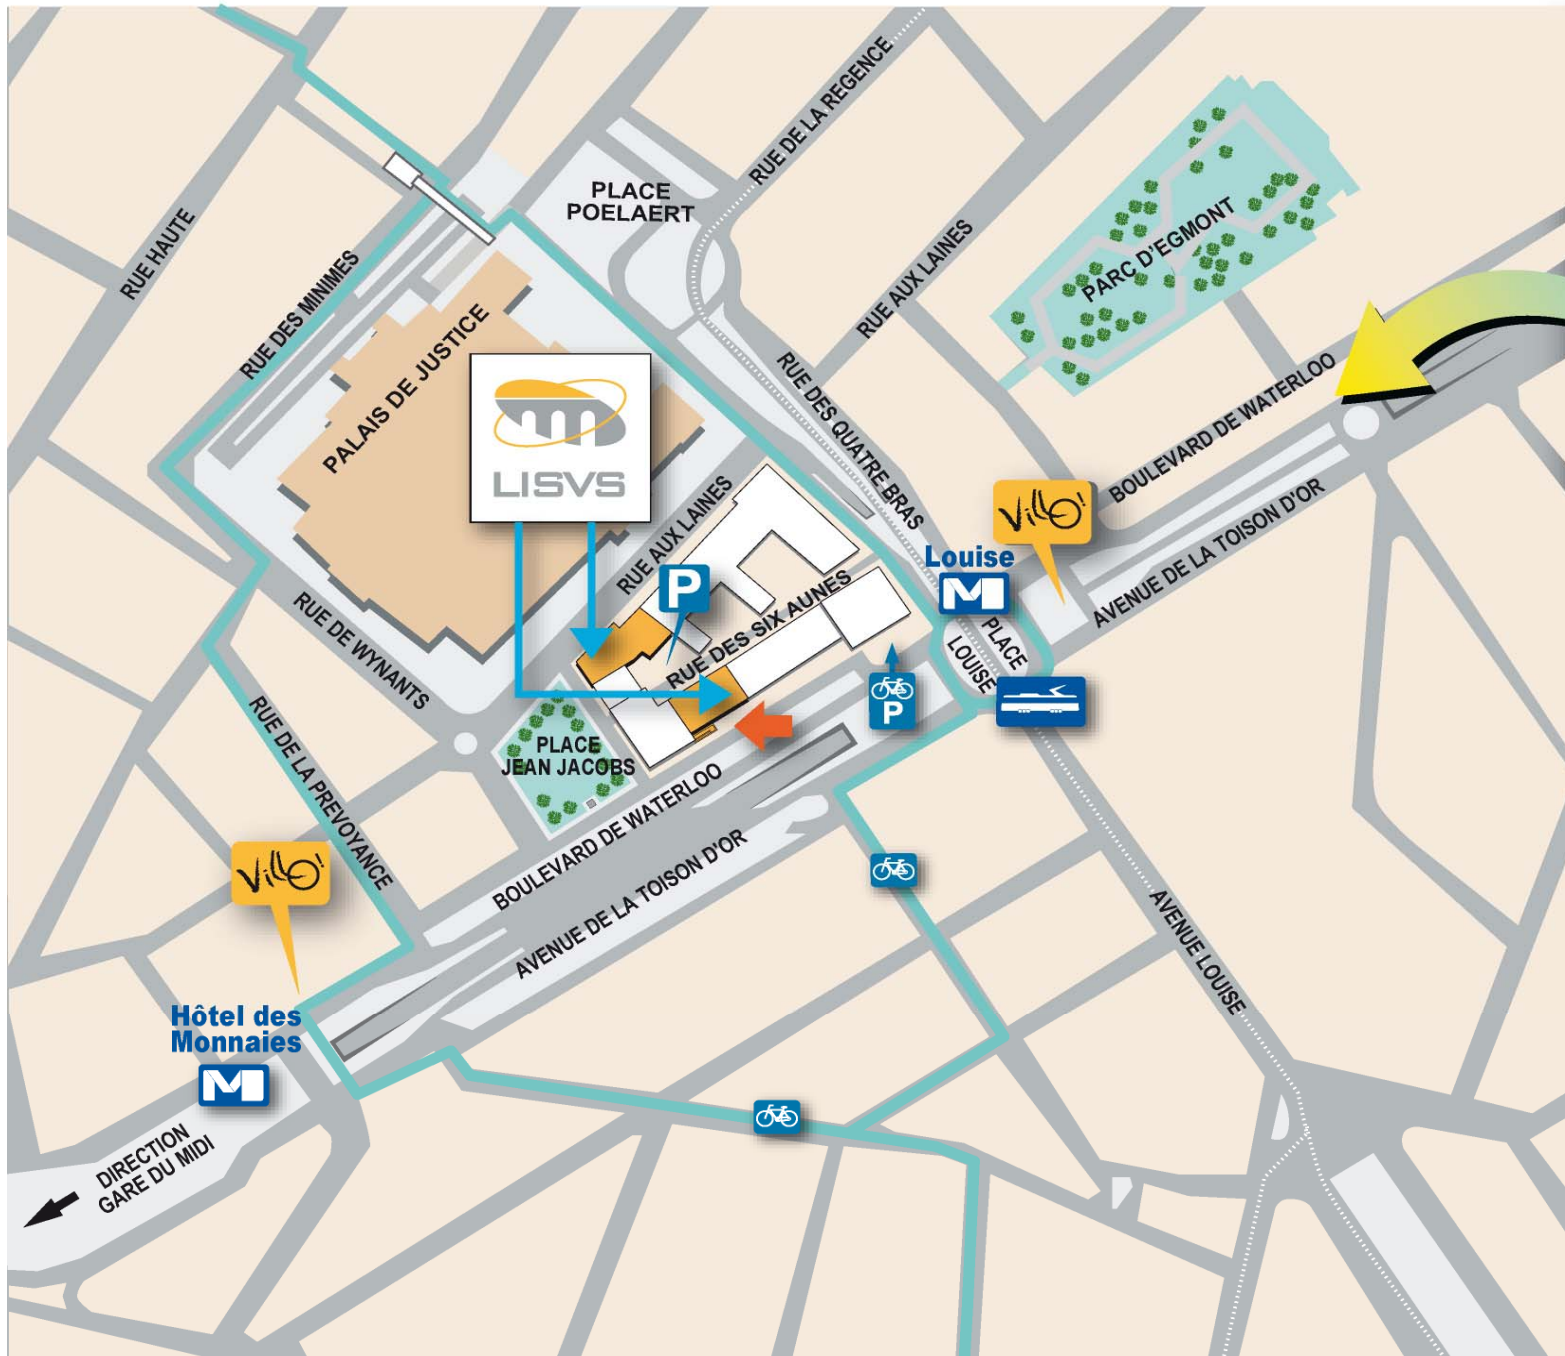 RUE DE LA REGENCE
PLACE
POELAERT
RUE HAUTE
RUE DES MINIMES
RUE AUX LAINES
PARC D'EGMONT
PALAIS DE JUSTICE
LISVS
RUE DES QUATRE BRAS
BOULEVARD DE WATERLOO
Villo!
AVENUE DE LA TOISON D'OR
RUE AUX LAINES
Louise
M
P
RUE DES SIX AUNES
RUE DE WYNANTS
PLACE
LOUISE
P
RUE DE LA PREVOYANCE
PLACE
JEAN JACOBS
BOULEVARD DE WATERLOO
AVENUE DE LA TOISON D'OR
Villo!
AVENUE LOUISE
Hôtel des
Monnaies
M
DIRECTION
GARE DU MIDI